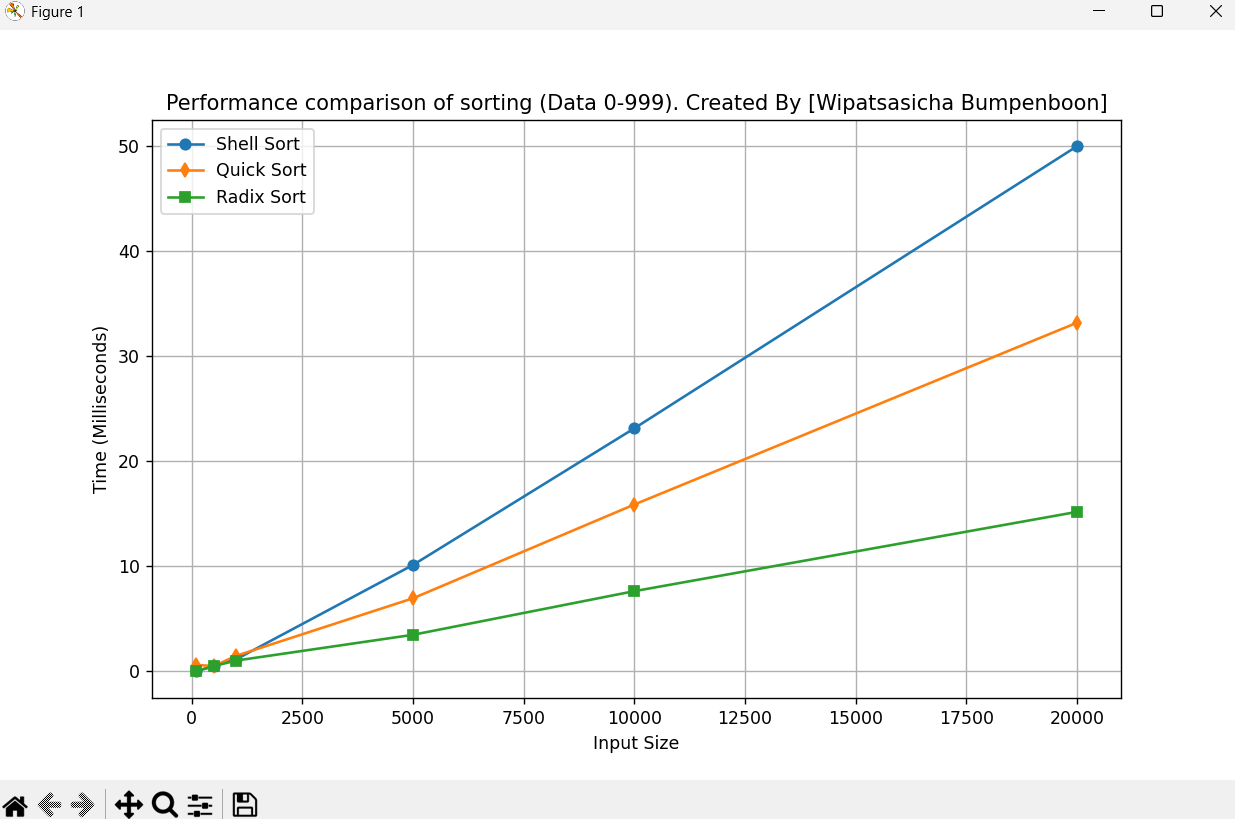 Figure 1
Performance comparison of sorting (Data 0-999). Created By [Wipatsasicha Bumpenboon]
Shell Sort
Quick Sort
Radix Sort
50
40
30
20
10
0
Time (Milliseconds)
0 2500 5000 7500 10000 12500 15000 17500 20000
Input Size